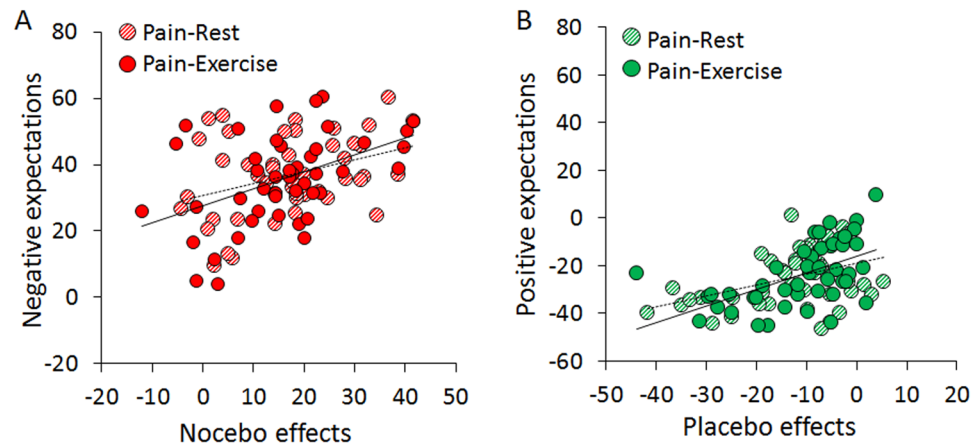 A
Negative expectations
80
60
40
20
0
-20
Pain-Rest
Pain-Exercise
-20 -10 0 10 20 30 40 50
Nocebo effects
B
Positive expectations
80
60
40
20
0
-20
-40
-60
Pain-Rest
Pain-Exercise
-50 -40 -30 -20 -10 0 10 20
Placebo effects